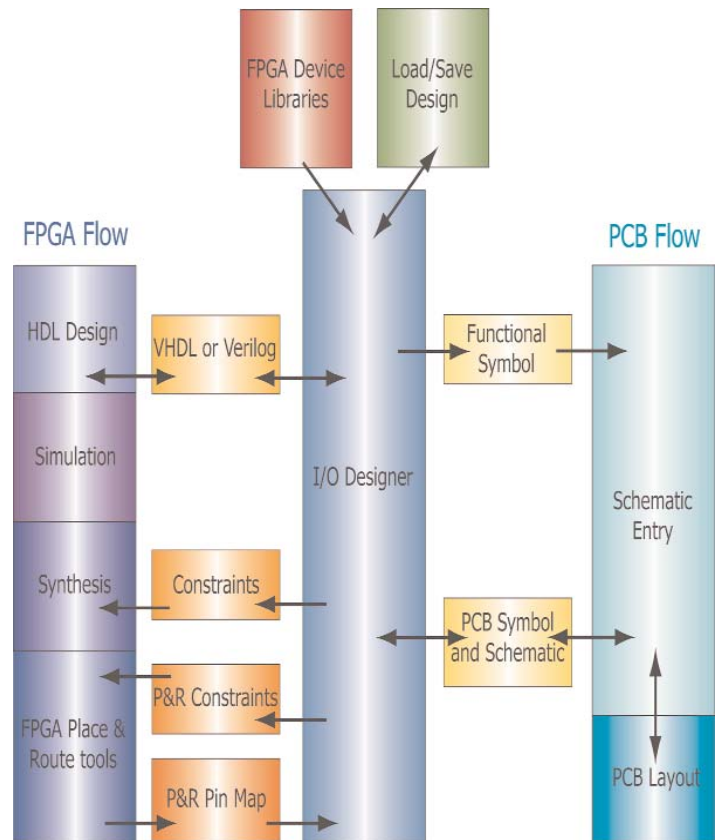 FPGA Device
Libraries
Load/Save
Design
FPGA Flow
PCB Flow
HDL Design
VHDL or Verilog
Functional
Symbol
Simulation
I/O Designer
Schematic
Entry
Synthesis
Constraints
PCB Symbol
and Schematic
FPGA Place &
Route tools
P&R Constraints
P&R Pin Map
PCB Layout